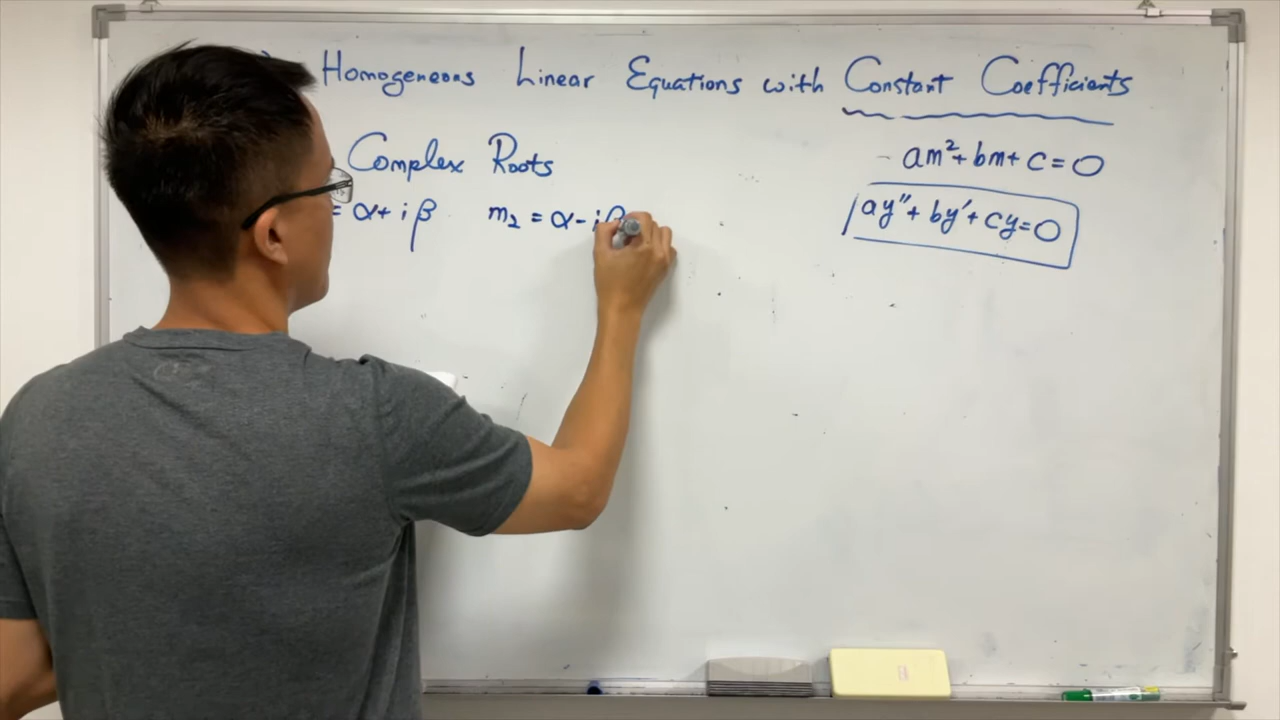 Homogeneous Linear Equations with Constant Coefficients
Complex Roots
am²+bm+c=0
= α+iβ m₂ = α-iβ
ay"+by'+cy=0